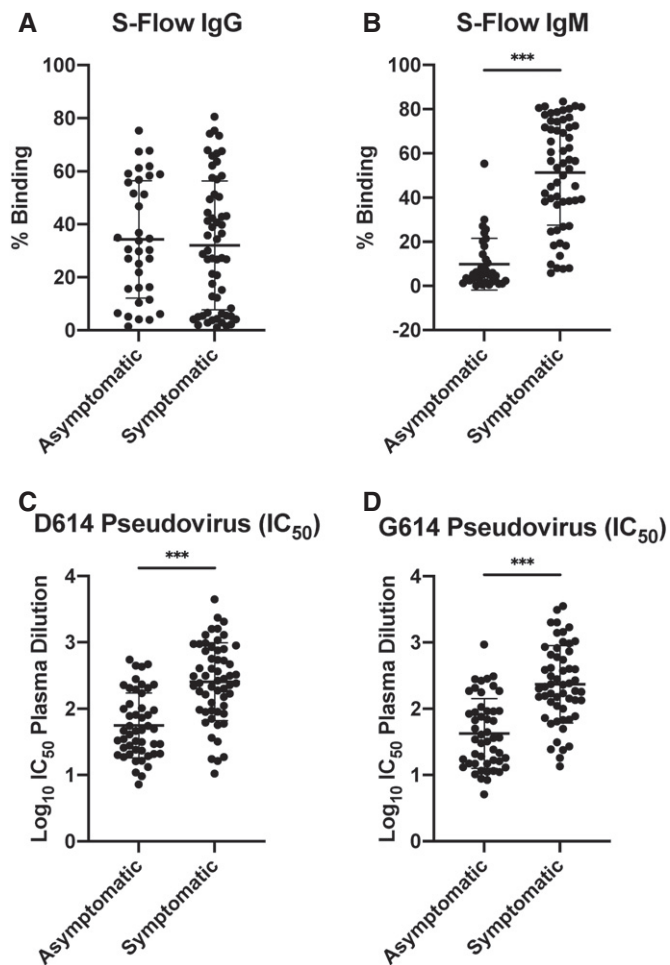 A
S-Flow IgG
% Binding
100
80
60
40
20
0
Asymptomatic
Symptomatic
B
S-Flow IgM
***
% Binding
100
80
60
40
20
0
-20
Asymptomatic
Symptomatic
C
D614 Pseudovirus (IC50)
***
Log10 IC50 Plasma Dilution
4
3
2
1
0
Asymptomatic
Symptomatic
D
G614 Pseudovirus (IC50)
***
Log10 IC50 Plasma Dilution
4
3
2
1
0
Asymptomatic
Symptomatic